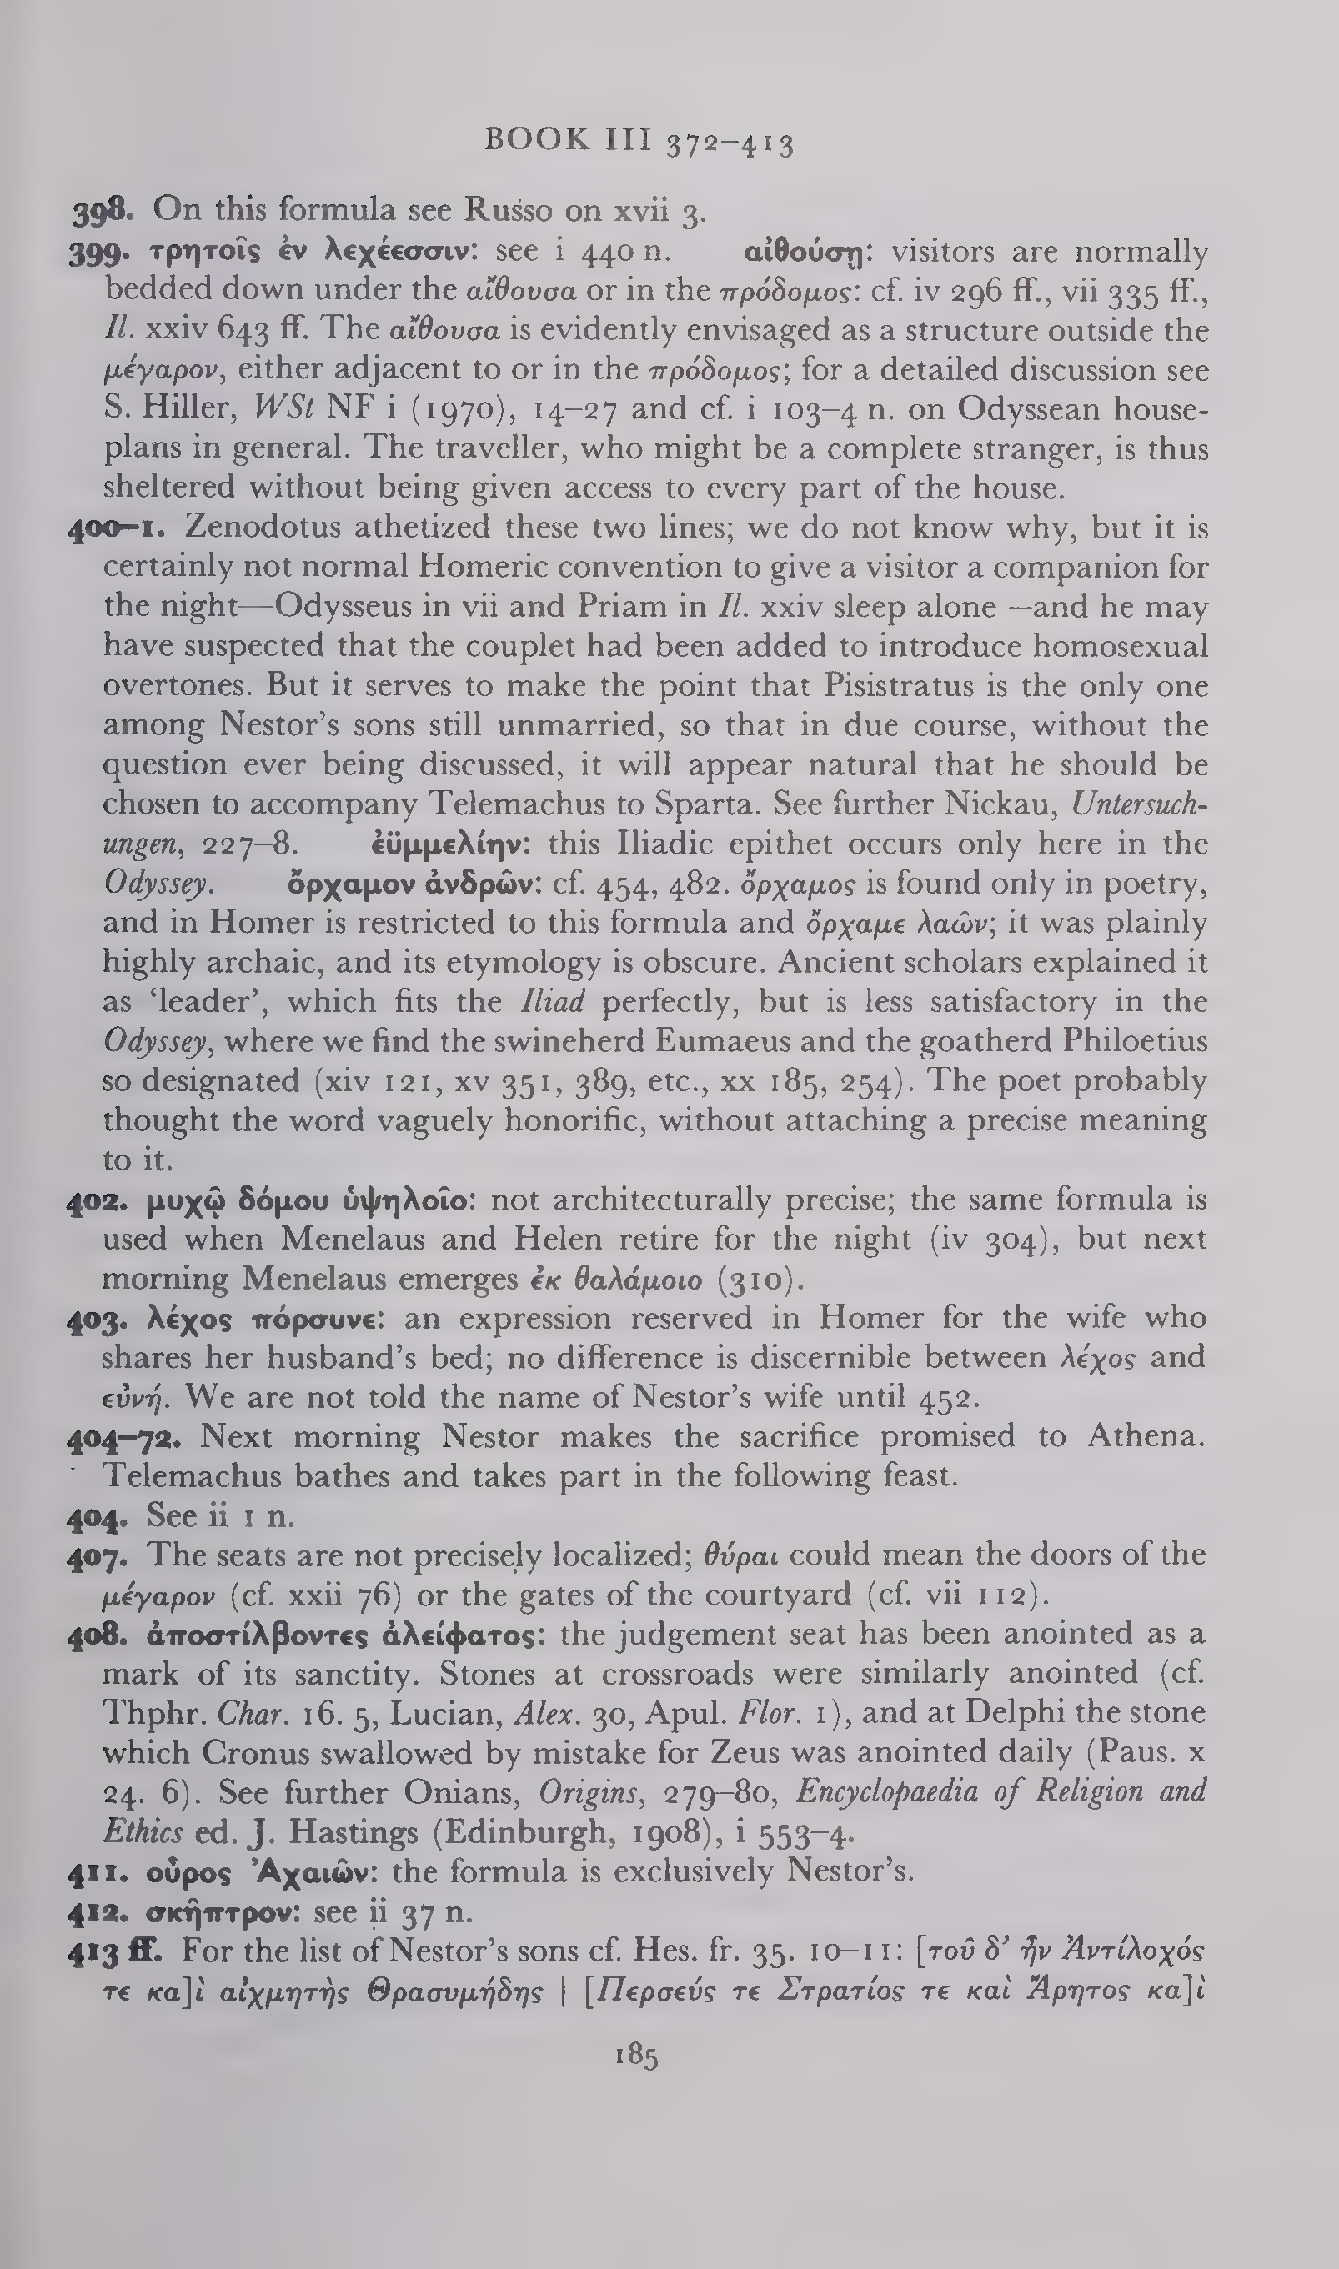 BOOK III 372–413
398. On this formula see Russo on xvii 3.
399. τρητοῖς ἐν λεχέεσσιν: see i 440 n. αἰθούσῃ: visitors are normally
bedded down under the αἴθουσα or in the πρόδομος: cf. iv 296 ff., vii 335 ff.,
Il. xxiv 643 ff. The αἴθουσα is evidently envisaged as a structure outside the
μέγαρον, either adjacent to or in the πρόδομος; for a detailed discussion see
S. Hiller, WSt NF i (1970), 14–27 and cf. i 103–4 n. on Odyssean house-
plans in general. The traveller, who might be a complete stranger, is thus
sheltered without being given access to every part of the house.
400–1. Zenodotus athetized these two lines; we do not know why, but it is
certainly not normal Homeric convention to give a visitor a companion for
the night—Odysseus in vii and Priam in Il. xxiv sleep alone—and he may
have suspected that the couplet had been added to introduce homosexual
overtones. But it serves to make the point that Pisistratus is the only one
among Nestor's sons still unmarried, so that in due course, without the
question ever being discussed, it will appear natural that he should be
chosen to accompany Telemachus to Sparta. See further Nickau, Untersuch-
ungen, 227–8. ἐϋμμελίην: this Iliadic epithet occurs only here in the
Odyssey. ὄρχαμον ἀνδρῶν: cf. 454, 482. ὄρχαμος is found only in poetry,
and in Homer is restricted to this formula and ὄρχαμε λαῶν; it was plainly
highly archaic, and its etymology is obscure. Ancient scholars explained it
as 'leader', which fits the Iliad perfectly, but is less satisfactory in the
Odyssey, where we find the swineherd Eumaeus and the goatherd Philoetius
so designated (xiv 121, xv 351, 389, etc., xx 185, 254). The poet probably
thought the word vaguely honorific, without attaching a precise meaning
to it.
402. μυχῷ δόμου ὑψηλοῖο: not architecturally precise; the same formula is
used when Menelaus and Helen retire for the night (iv 304), but next
morning Menelaus emerges ἐκ θαλάμοιο (310).
403. λέχος πόρσυνε: an expression reserved in Homer for the wife who
shares her husband's bed; no difference is discernible between λέχος and
εὐνή. We are not told the name of Nestor's wife until 452.
404–72. Next morning Nestor makes the sacrifice promised to Athena.
Telemachus bathes and takes part in the following feast.
404. See ii 1 n.
407. The seats are not precisely localized; θύραι could mean the doors of the
μέγαρον (cf. xxii 76) or the gates of the courtyard (cf. vii 112).
408. ἀποστίλβοντες ἀλείφατος: the judgement seat has been anointed as a
mark of its sanctity. Stones at crossroads were similarly anointed (cf.
Thphr. Char. 16. 5, Lucian, Alex. 30, Apul. Flor. 1), and at Delphi the stone
which Cronus swallowed by mistake for Zeus was anointed daily (Paus. x
24. 6). See further Onians, Origins, 279–80, Encyclopaedia of Religion and
Ethics ed. J. Hastings (Edinburgh, 1908), i 553–4.
411. οὖρος Ἀχαιῶν: the formula is exclusively Nestor's.
412. σκῆπτρον: see ii 37 n.
413 ff. For the list of Nestor's sons cf. Hes. fr. 35. 10–11: [τοῦ δ' ἦν Ἀντίλοχός
τε κα]ὶ αἰχμητὴς Θρασυμήδης | [Περσεύς τε Στρατίος τε καὶ Ἄρητος κα]ὶ
185